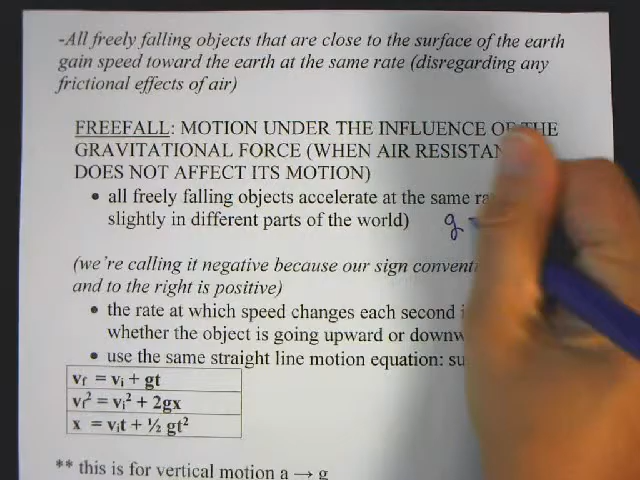 -All freely falling objects that are close to the surface of the earth
gain speed toward the earth at the same rate (disregarding any
frictional effects of air)
FREEFALL: MOTION UNDER THE INFLUENCE OF THE
GRAVITATIONAL FORCE (WHEN AIR RESISTAN
DOES NOT AFFECT ITS MOTION)
• all freely falling objects accelerate at the same ra
slightly in different parts of the world) g
(we're calling it negative because our sign conventi
and to the right is positive)
• the rate at which speed changes each second i
whether the object is going upward or downw
• use the same straight line motion equation: su
vf = vi + gt
vf² = vi² + 2gx
x = vit + ½ gt²
** this is for vertical motion a → g